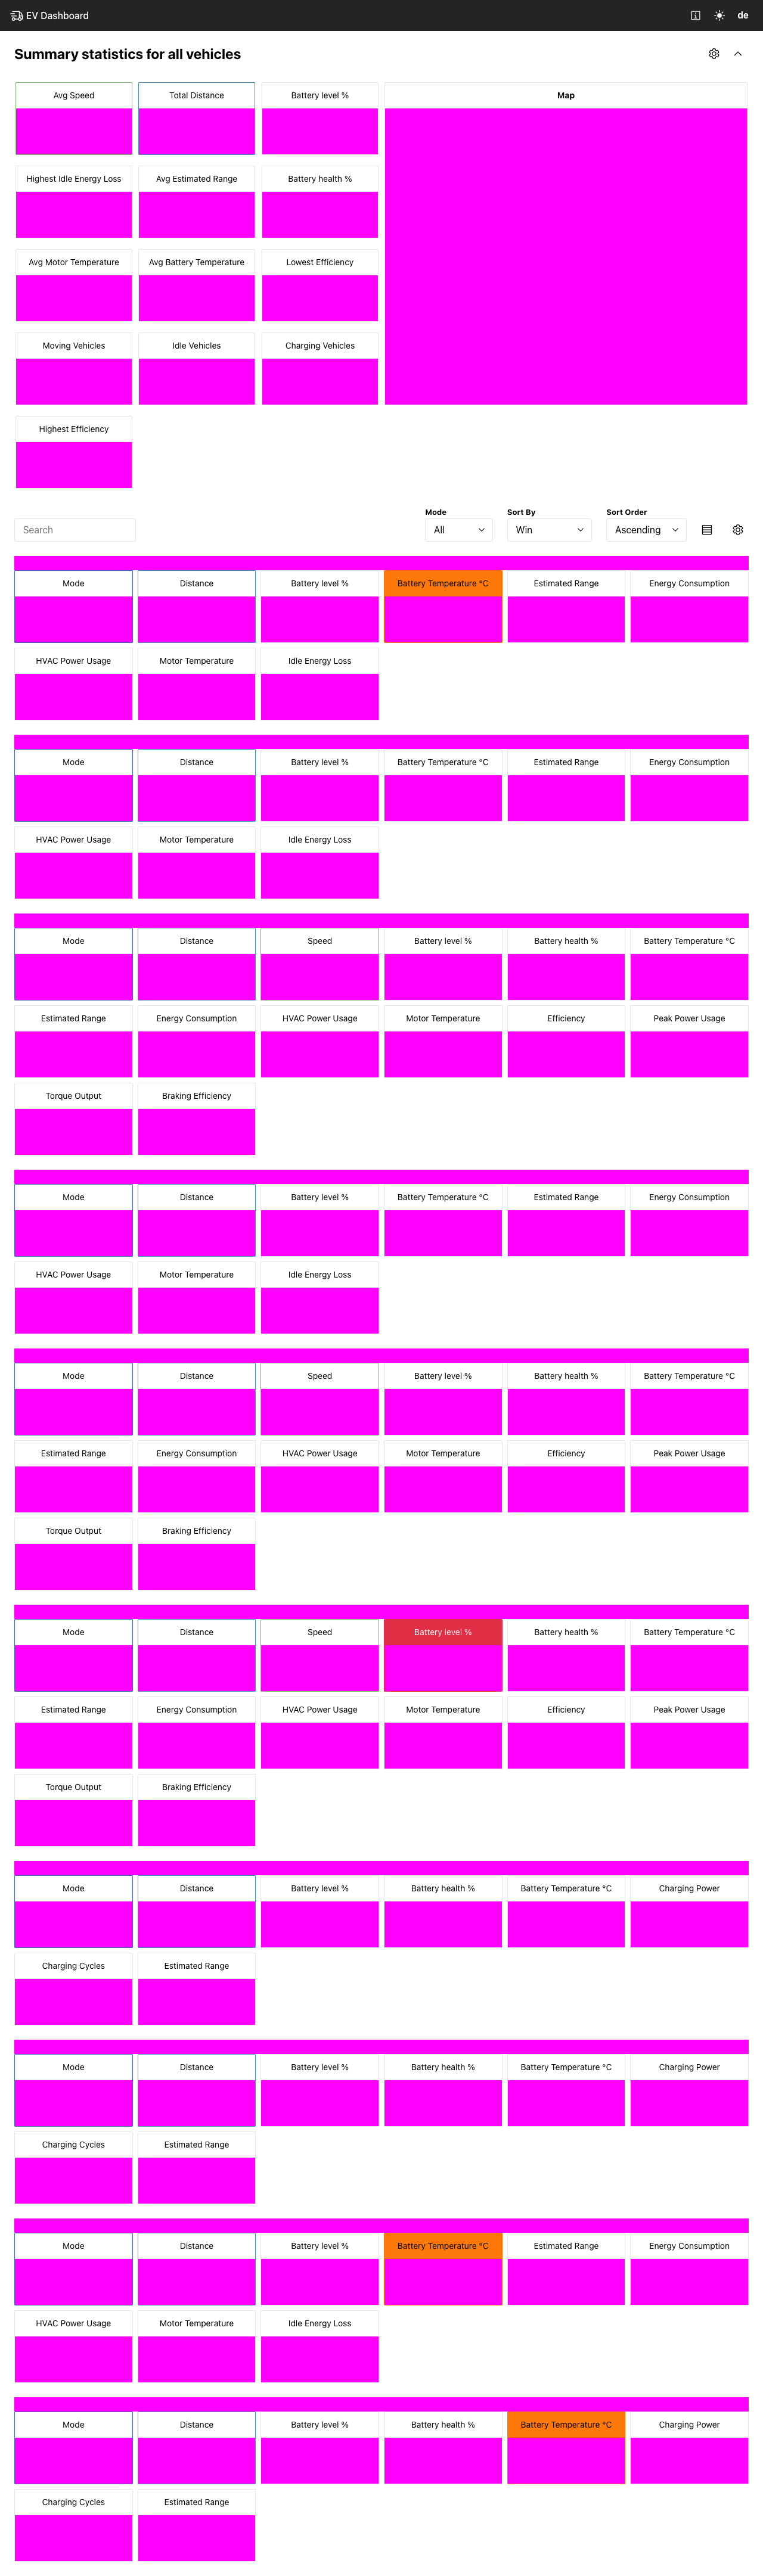 EV Dashboard
de
Summary statistics for all vehicles
Avg Speed
Total Distance
Battery level %
Map
Highest Idle Energy Loss
Avg Estimated Range
Battery health %
Avg Motor Temperature
Avg Battery Temperature
Lowest Efficiency
Moving Vehicles
Idle Vehicles
Charging Vehicles
Highest Efficiency
Search
Mode
All
Sort By
Win
Sort Order
Ascending
Mode
Distance
Battery level %
Battery Temperature °C
Estimated Range
Energy Consumption
HVAC Power Usage
Motor Temperature
Idle Energy Loss
Mode
Distance
Battery level %
Battery Temperature °C
Estimated Range
Energy Consumption
HVAC Power Usage
Motor Temperature
Idle Energy Loss
Mode
Distance
Speed
Battery level %
Battery health %
Battery Temperature °C
Estimated Range
Energy Consumption
HVAC Power Usage
Motor Temperature
Efficiency
Peak Power Usage
Torque Output
Braking Efficiency
Mode
Distance
Battery level %
Battery Temperature °C
Estimated Range
Energy Consumption
HVAC Power Usage
Motor Temperature
Idle Energy Loss
Mode
Distance
Speed
Battery level %
Battery health %
Battery Temperature °C
Estimated Range
Energy Consumption
HVAC Power Usage
Motor Temperature
Efficiency
Peak Power Usage
Torque Output
Braking Efficiency
Mode
Distance
Speed
Battery level %
Battery health %
Battery Temperature °C
Estimated Range
Energy Consumption
HVAC Power Usage
Motor Temperature
Efficiency
Peak Power Usage
Torque Output
Braking Efficiency
Mode
Distance
Battery level %
Battery health %
Battery Temperature °C
Charging Power
Charging Cycles
Estimated Range
Mode
Distance
Battery level %
Battery health %
Battery Temperature °C
Charging Power
Charging Cycles
Estimated Range
Mode
Distance
Battery level %
Battery Temperature °C
Estimated Range
Energy Consumption
HVAC Power Usage
Motor Temperature
Idle Energy Loss
Mode
Distance
Battery level %
Battery health %
Battery Temperature °C
Charging Power
Charging Cycles
Estimated Range